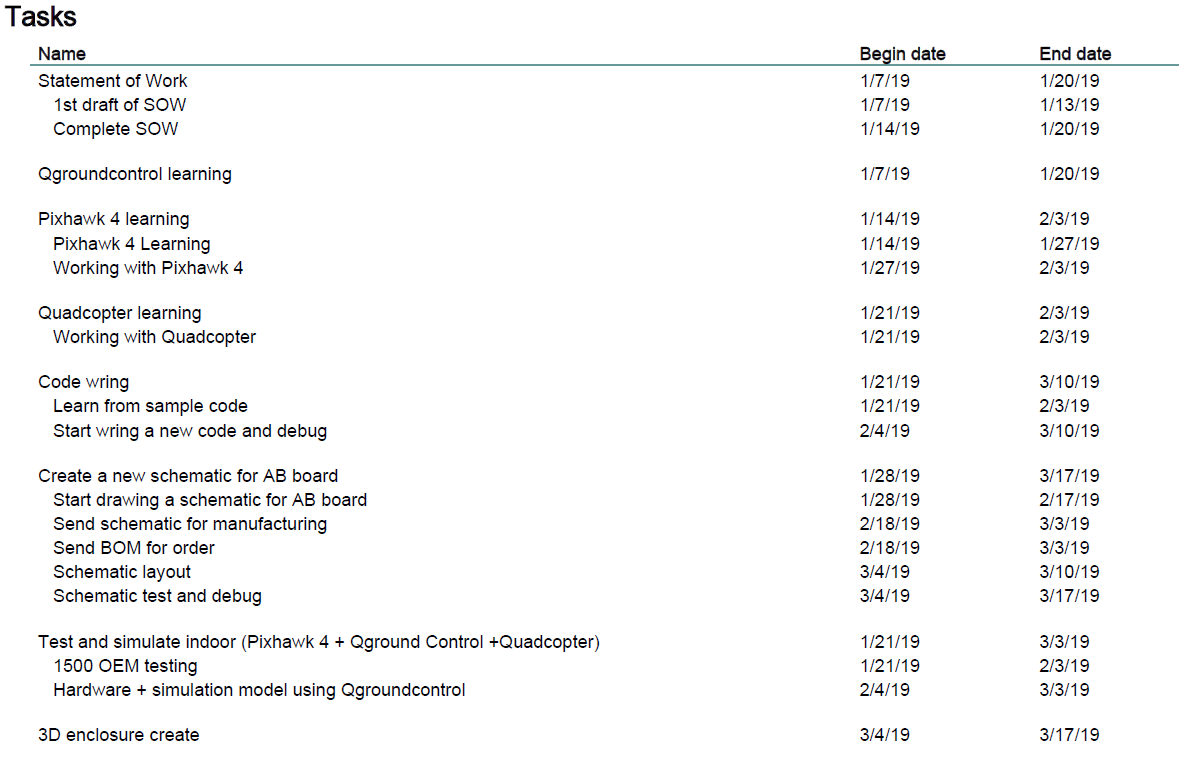 Tasks
Name Begin date End date
Statement of Work 1/7/19 1/20/19
1st draft of SOW 1/7/19 1/13/19
Complete SOW 1/14/19 1/20/19
Qgroundcontrol learning 1/7/19 1/20/19
Pixhawk 4 learning 1/14/19 2/3/19
Pixhawk 4 Learning 1/14/19 1/27/19
Working with Pixhawk 4 1/27/19 2/3/19
Quadcopter learning 1/21/19 2/3/19
Working with Quadcopter 1/21/19 2/3/19
Code wring 1/21/19 3/10/19
Learn from sample code 1/21/19 2/3/19
Start wring a new code and debug 2/4/19 3/10/19
Create a new schematic for AB board 1/28/19 3/17/19
Start drawing a schematic for AB board 1/28/19 2/17/19
Send schematic for manufacturing 2/18/19 3/3/19
Send BOM for order 2/18/19 3/3/19
Schematic layout 3/4/19 3/10/19
Schematic test and debug 3/4/19 3/17/19
Test and simulate indoor (Pixhawk 4 + Qground Control +Quadcopter) 1/21/19 3/3/19
1500 OEM testing 1/21/19 2/3/19
Hardware + simulation model using Qgroundcontrol 2/4/19 3/3/19
3D enclosure create 3/4/19 3/17/19